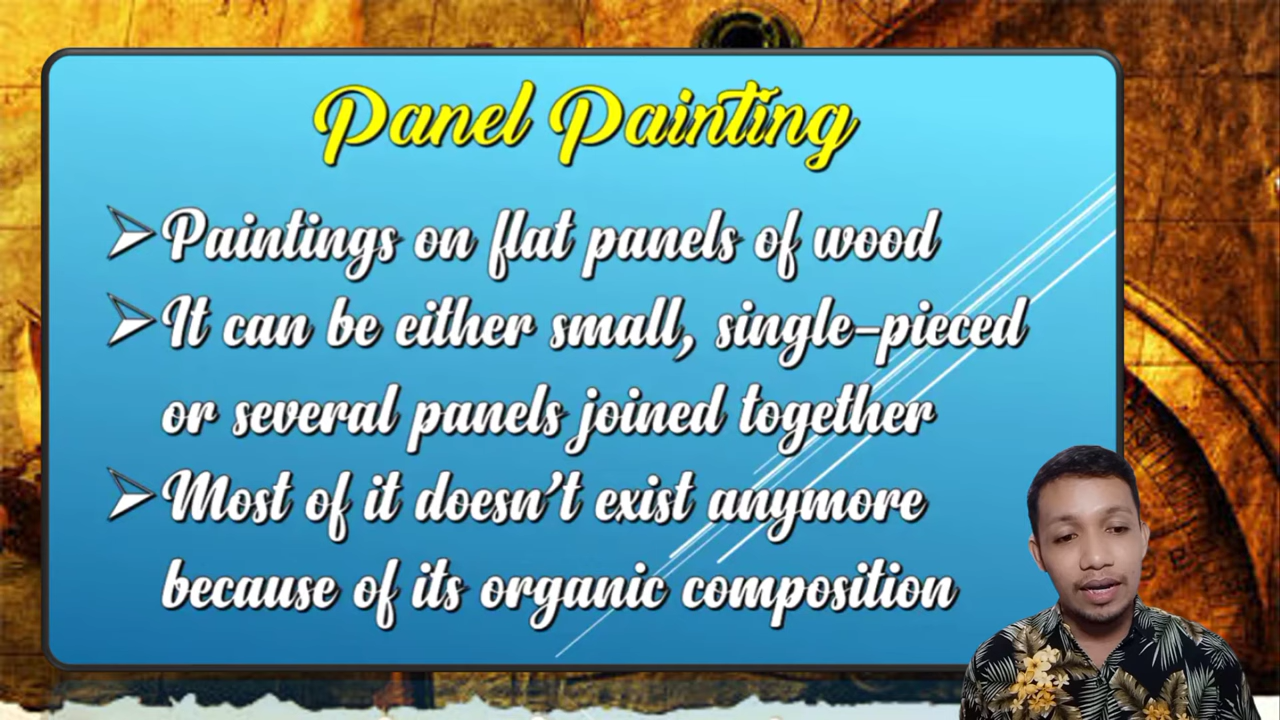 Panel Painting
➢Paintings on flat panels of wood
➢It can be either small, single-pieced
or several panels joined together
➢Most of it doesn't exist anymore
because of its organic composition